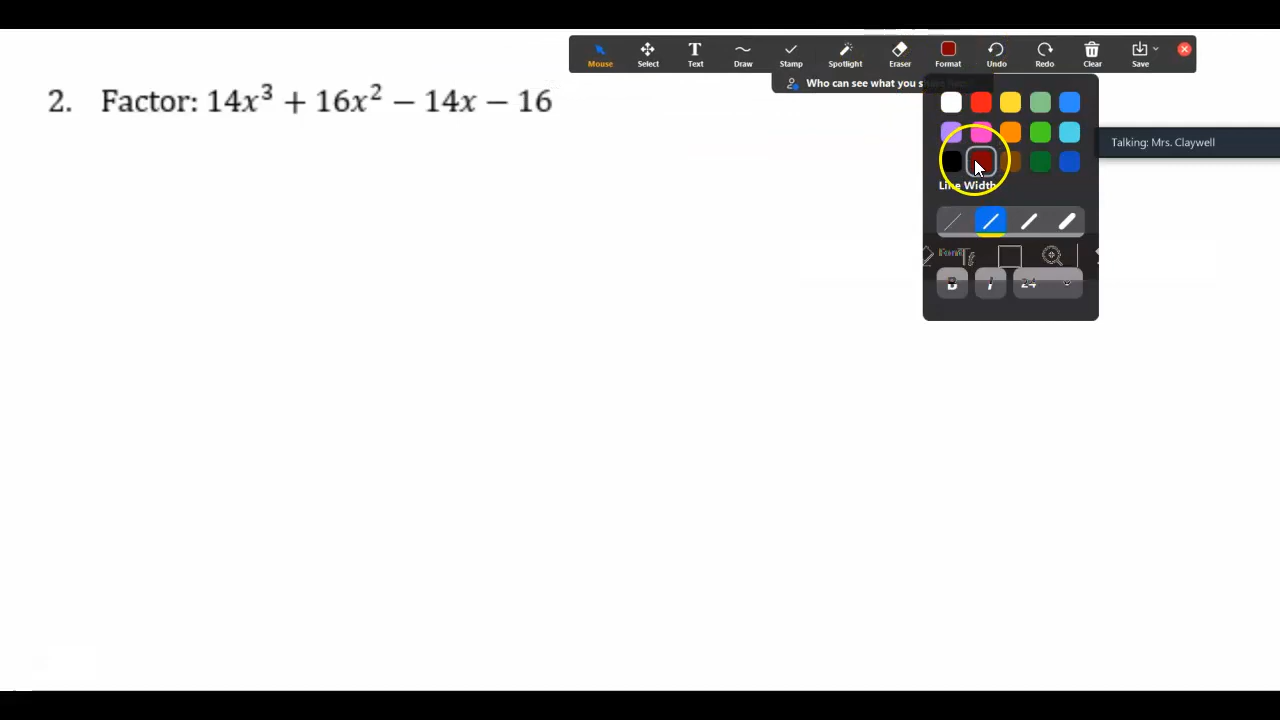 Mouse Select Text Draw Stamp Spotlight Eraser Format Undo Redo Clear Save
Who can see what you s
2. Factor: 14x³ + 16x² − 14x − 16
Talking: Mrs. Claywell
Line Width
B I 24